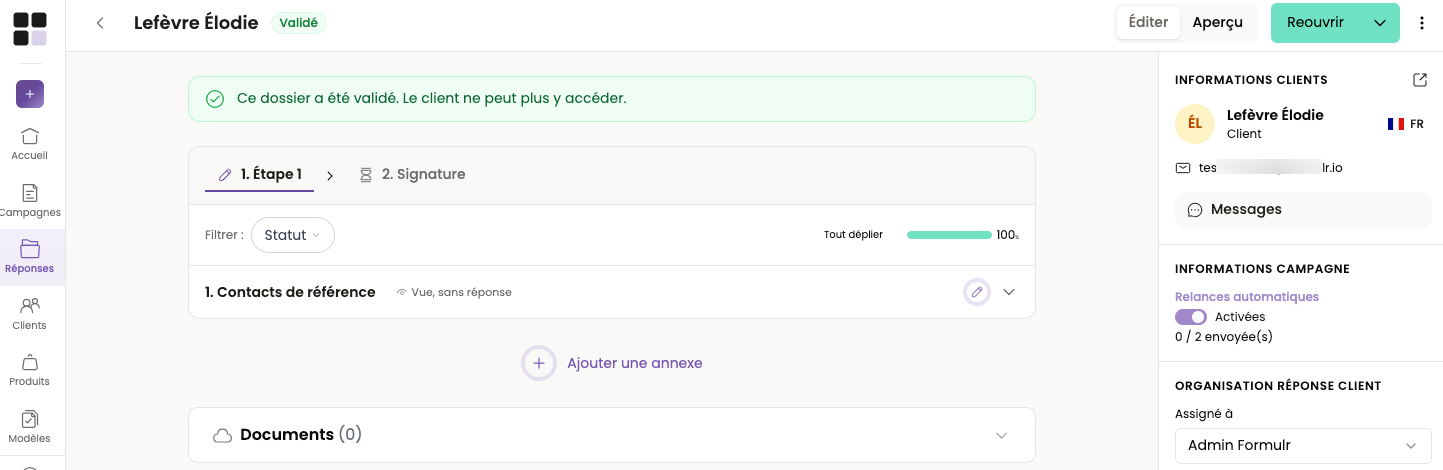 Lefèvre Élodie Validé Éditer Aperçu Reouvrir
Ce dossier a été validé. Le client ne peut plus y accéder.
1. Étape 1 2. Signature
Filtrer : Statut Tout déplier 100%
1. Contacts de référence Vue, sans réponse
Ajouter une annexe
Documents (0)
Accueil
Campagnes
Réponses
Clients
Produits
Modèles
INFORMATIONS CLIENTS
ÉL
Lefèvre Élodie
Client
FR
tes lr.io
Messages
INFORMATIONS CAMPAGNE
Relances automatiques
Activées
0 / 2 envoyée(s)
ORGANISATION RÉPONSE CLIENT
Assigné à
Admin Formulr